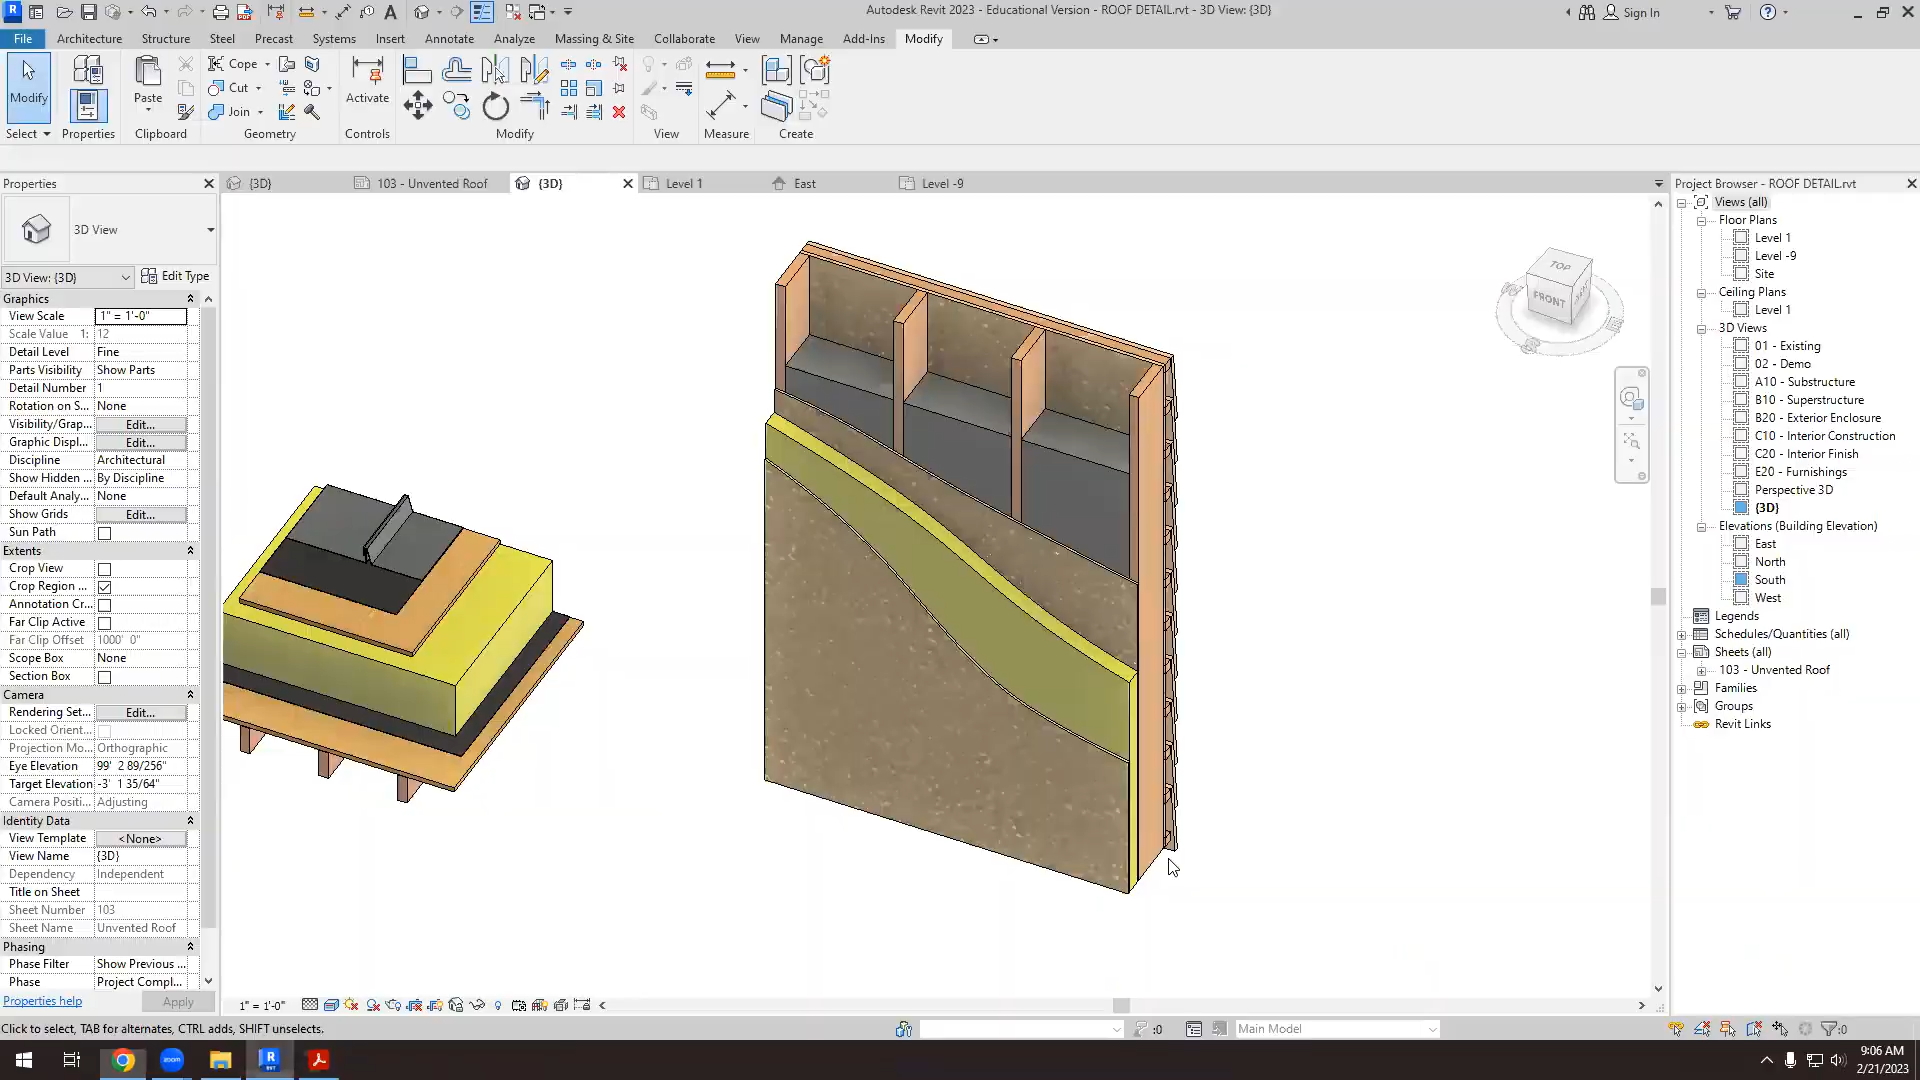 Autodesk Revit 2023 - Educational Version - ROOF DETAIL.rvt - 3D View: {3D}
Sign In
File Architecture Structure Steel Precast Systems Insert Annotate Analyze Massing & Site Collaborate View Manage Add-Ins Modify
Modify
Paste
Cope
Cut
Join
Activate
Select Properties Clipboard Geometry Controls Modify View Measure Create
Properties
{3D} 103 - Unvented Roof {3D} Level 1 East Level -9
Project Browser - ROOF DETAIL.rvt
3D View
3D View: {3D} Edit Type
Graphics
View Scale 1" = 1'-0"
Scale Value 1: 12
Detail Level Fine
Parts Visibility Show Parts
Detail Number 1
Rotation on S... None
Visibility/Grap... Edit...
Graphic Displ... Edit...
Discipline Architectural
Show Hidden ... By Discipline
Default Analy... None
Show Grids Edit...
Sun Path
Extents
Crop View
Crop Region ...
Annotation Cr...
Far Clip Active
Far Clip Offset 1000' 0"
Scope Box None
Section Box
Camera
Rendering Set... Edit...
Locked Orient...
Projection Mo... Orthographic
Eye Elevation 99' 2 89/256"
Target Elevation -3' 1 35/64"
Camera Positi... Adjusting
Identity Data
View Template <None>
View Name {3D}
Dependency Independent
Title on Sheet
Sheet Number 103
Sheet Name Unvented Roof
Phasing
Phase Filter Show Previous ...
Phase Project Compl...
Properties help Apply
TOP
FRONT
Views (all)
Floor Plans
Level 1
Level -9
Site
Ceiling Plans
Level 1
3D Views
01 - Existing
02 - Demo
A10 - Substructure
B10 - Superstructure
B20 - Exterior Enclosure
C10 - Interior Construction
C20 - Interior Finish
E20 - Furnishings
Perspective 3D
{3D}
Elevations (Building Elevation)
East
North
South
West
Legends
Schedules/Quantities (all)
Sheets (all)
103 - Unvented Roof
Families
Groups
Revit Links
1" = 1'-0"
Click to select, TAB for alternates, CTRL adds, SHIFT unselects.
:0
Main Model
:0
zoom
R
RVT
9:06 AM
2/21/2023